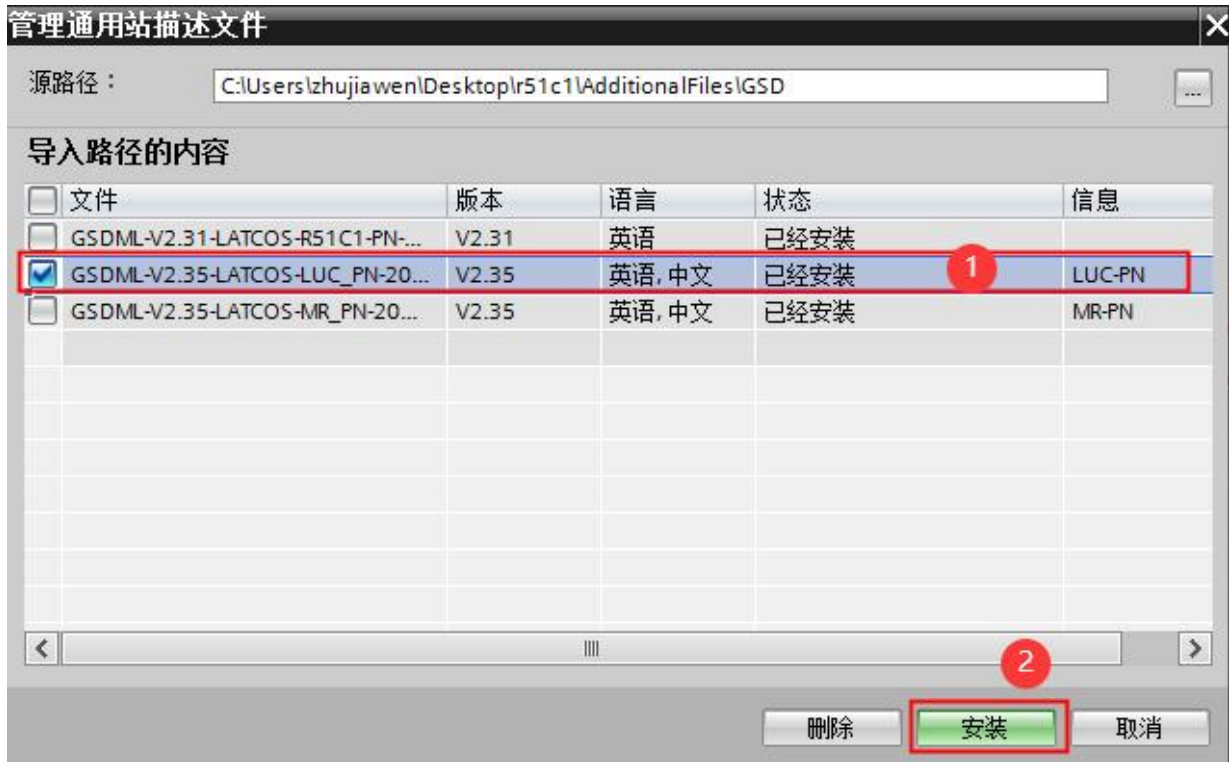 管理通用站描述文件
源路径： C:\Users\zhujiawen\Desktop\r51c1\AdditionalFiles\GSD ...
导入路径的内容
文件 版本 语言 状态 信息
GSDML-V2.31-LATCOS-R51C1-PN-... V2.31 英语 已经安装
GSDML-V2.35-LATCOS-LUC_PN-20... V2.35 英语, 中文 已经安装 1 LUC-PN
GSDML-V2.35-LATCOS-MR_PN-20... V2.35 英语, 中文 已经安装 MR-PN
2
删除 安装 取消